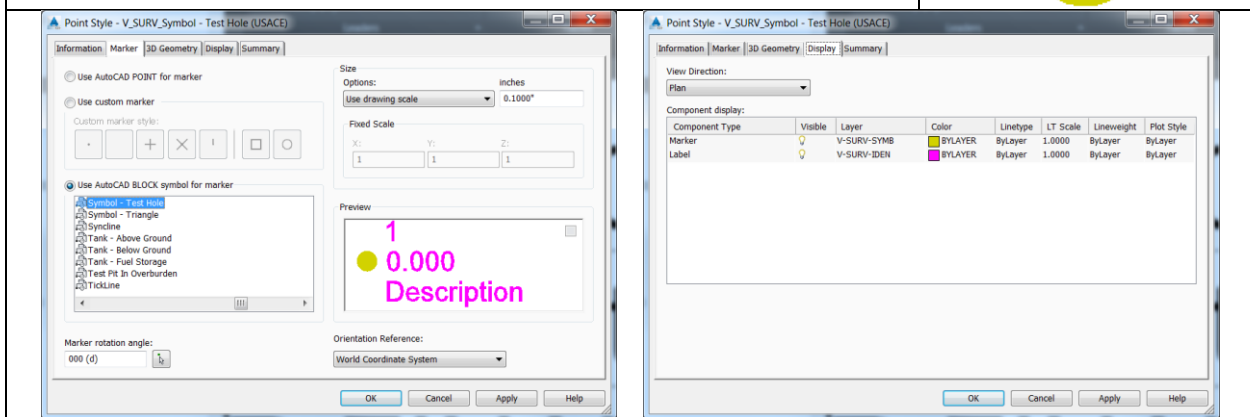 Point Style - V_SURV_Symbol - Test Hole (USACE)
Information Marker 3D Geometry Display Summary
Use AutoCAD POINT for marker
Use custom marker
Custom marker style:
Use AutoCAD BLOCK symbol for marker
Symbol - Test Hole
Symbol - Triangle
Syncline
Tank - Above Ground
Tank - Below Ground
Tank - Fuel Storage
Test Pit In Overburden
TickLine
Marker rotation angle:
000 (d)
Size
Options: inches
Use drawing scale 0.1000"
Fixed Scale
X: Y: Z:
1 1 1
Preview
1
0.000
Description
Orientation Reference:
World Coordinate System
OK Cancel Apply Help
Point Style - V_SURV_Symbol - Test Hole (USACE)
Information Marker 3D Geometry Display Summary
View Direction:
Plan
Component display:
Component Type Visible Layer Color Linetype LT Scale Lineweight Plot Style
Marker V-SURV-SYMB BYLAYER ByLayer 1.0000 ByLayer ByLayer
Label V-SURV-IDEN BYLAYER ByLayer 1.0000 ByLayer ByLayer
OK Cancel Apply Help